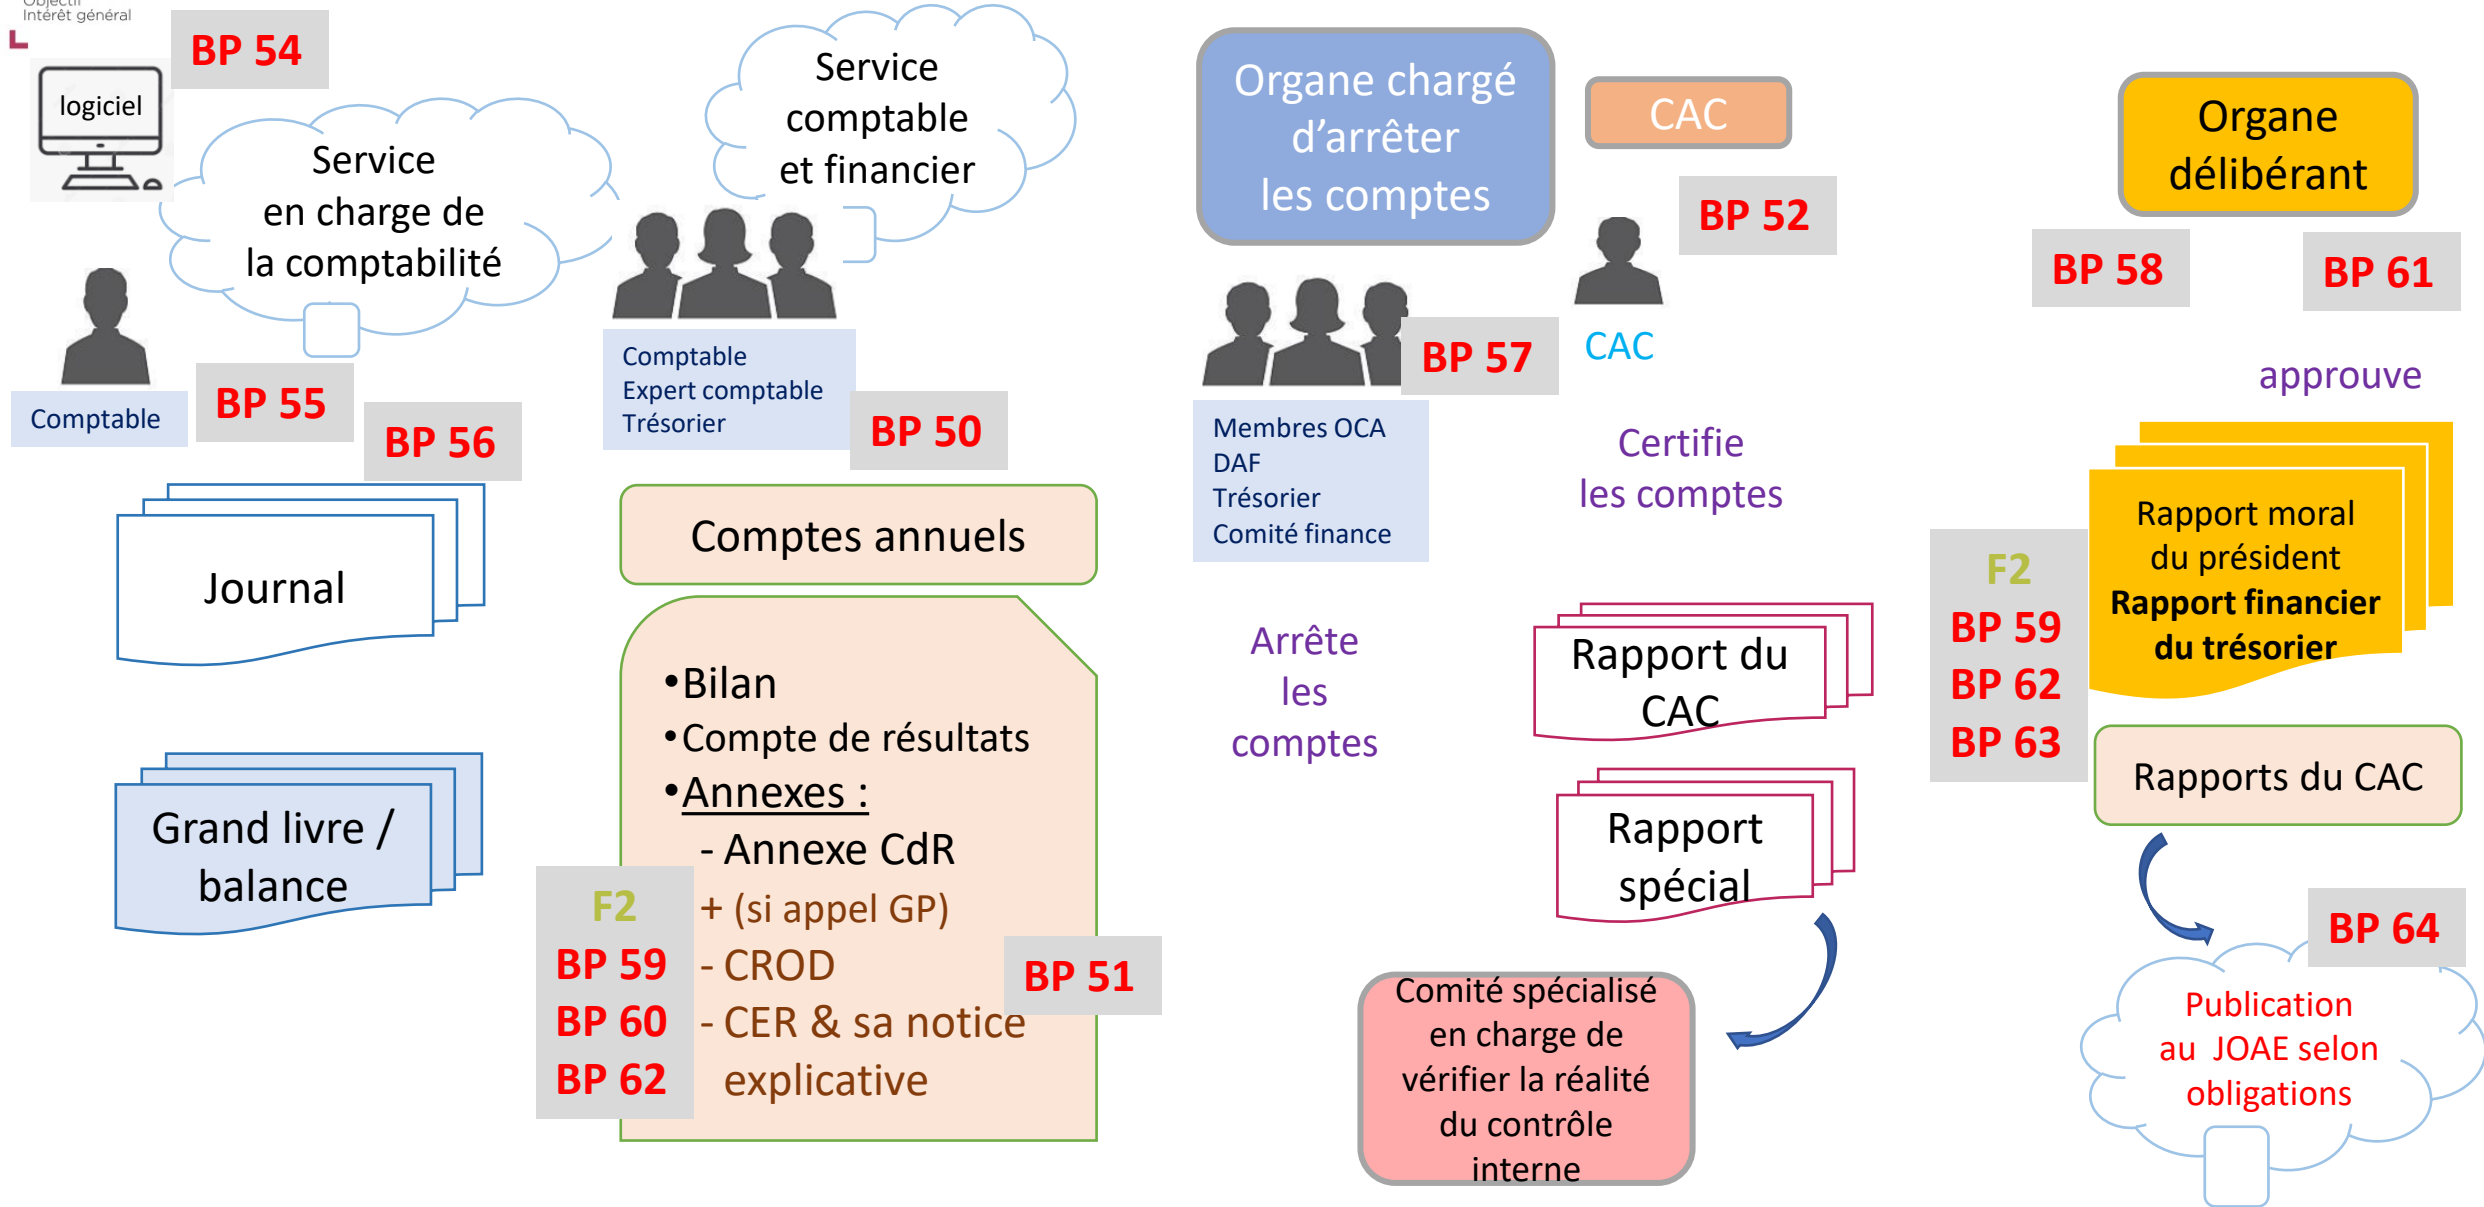 Objectif
Intérêt général
BP 54
logiciel
Service
en charge de
la comptabilité
Comptable
BP 55
BP 56
Journal
Grand livre /
balance
Service
comptable
et financier
Comptable
Expert comptable
Trésorier
BP 50
Comptes annuels
•Bilan
•Compte de résultats
•Annexes :
- Annexe CdR
+ (si appel GP)
- CROD
- CER & sa notice
explicative
F2
BP 59
BP 60
BP 62
BP 51
Organe chargé
d’arrêter
les comptes
BP 57
Membres OCA
DAF
Trésorier
Comité finance
Arrête
les
comptes
CAC
BP 52
CAC
Certifie
les comptes
Rapport du
CAC
Rapport
spécial
Comité spécialisé
en charge de
vérifier la réalité
du contrôle
interne
Organe
délibérant
BP 58
BP 61
approuve
Rapport moral
du président
Rapport financier
du trésorier
F2
BP 59
BP 62
BP 63
Rapports du CAC
BP 64
Publication
au JOAE selon
obligations